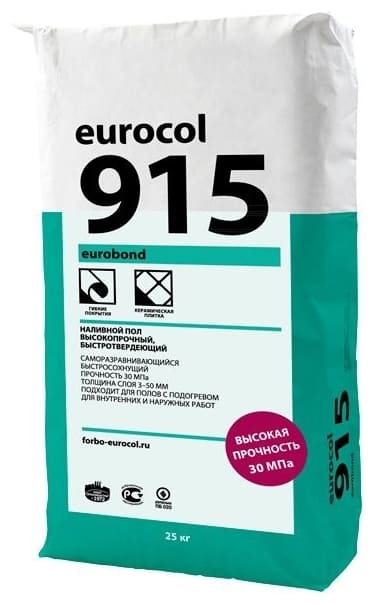 eurocol
915
eurobond
ГИБКИЕ
ПОКРЫТИЯ
КЕРАМИЧЕСКАЯ
ПЛИТКА
НАЛИВНОЙ ПОЛ
ВЫСОКОПРОЧНЫЙ,
БЫСТРОТВЕРДЕЮЩИЙ
САМОРАЗРАВНИВАЮЩИЙСЯ
БЫСТРОСОХНУЩИЙ
ПРОЧНОСТЬ 30 МПа
ТОЛЩИНА СЛОЯ 3–50 ММ
ПОДХОДИТ ДЛЯ ПОЛОВ С ПОДОГРЕВОМ
ДЛЯ ВНУТРЕННИХ И НАРУЖНЫХ РАБОТ
forbo-eurocol.ru
ВЫСОКАЯ
ПРОЧНОСТЬ
30 МПа
25 кг
eurocol
915
eurobond